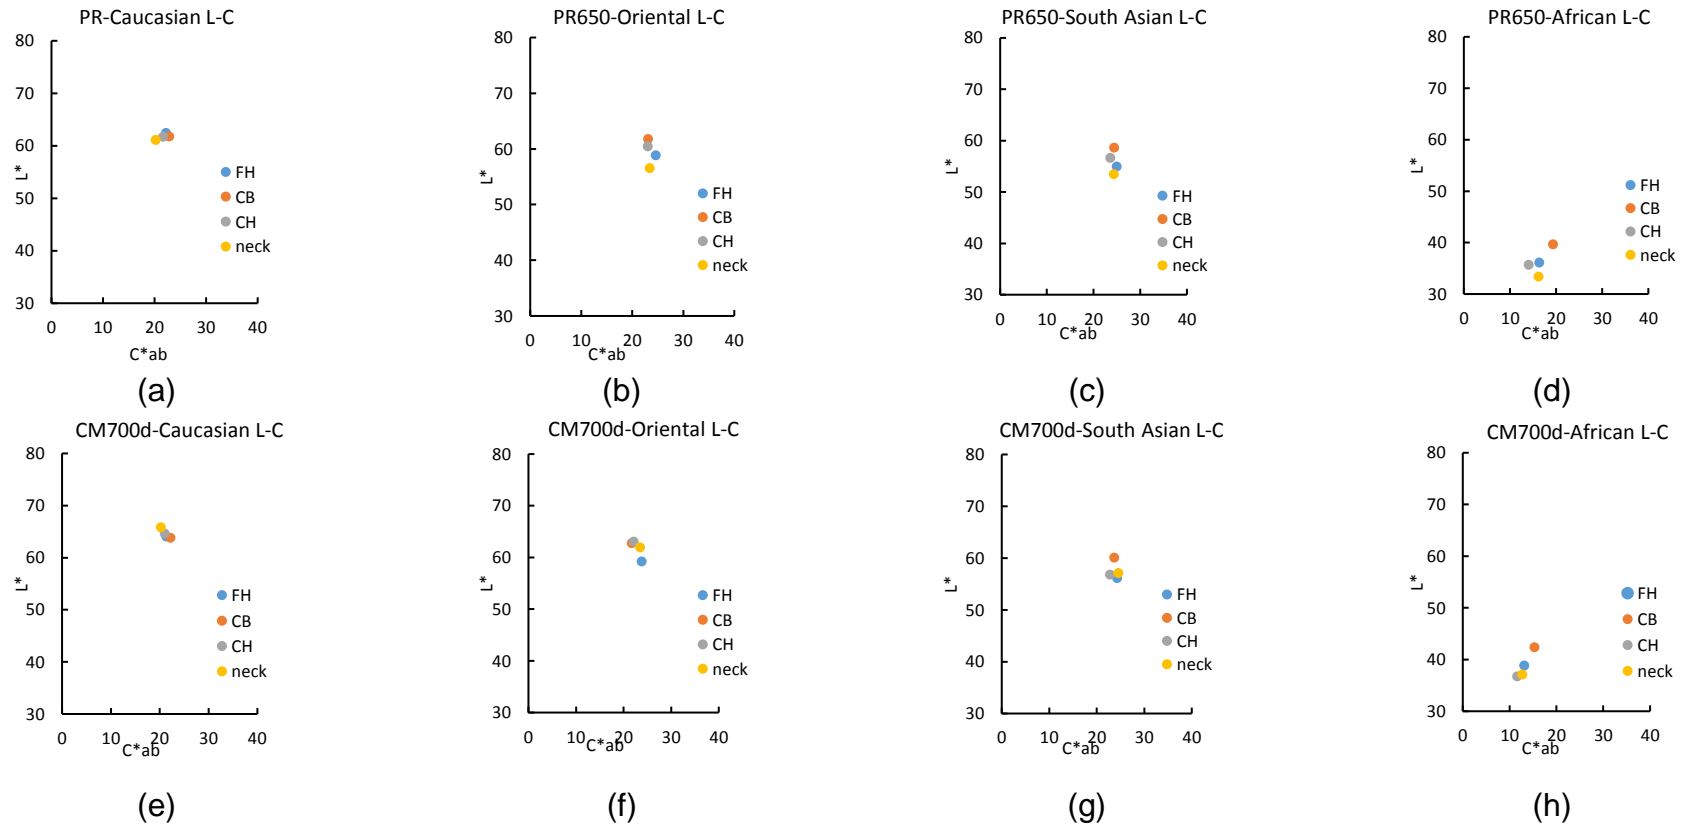 PR-Caucasian L-C
80
70
60
50
40
30
0 10 20 30 40
L*
C*ab
FH
CB
CH
neck
(a)
PR650-Oriental L-C
80
70
60
50
40
30
0 10 20 30 40
L*
C*ab
FH
CB
CH
neck
(b)
PR650-South Asian L-C
80
70
60
50
40
30
0 10 20 30 40
L*
C*ab
FH
CB
CH
neck
(c)
PR650-African L-C
80
70
60
50
40
30
0 10 20 30 40
L*
C*ab
FH
CB
CH
neck
(d)
CM700d-Caucasian L-C
80
70
60
50
40
30
0 10 20 30 40
L*
C*ab
FH
CB
CH
neck
(e)
CM700d-Oriental L-C
80
70
60
50
40
30
0 10 20 30 40
L*
C*ab
FH
CB
CH
neck
(f)
CM700d-South Asian L-C
80
70
60
50
40
30
0 10 20 30 40
L*
C*ab
FH
CB
CH
neck
(g)
CM700d-African L-C
80
70
60
50
40
30
0 10 20 30 40
L*
C*ab
FH
CB
CH
neck
(h)